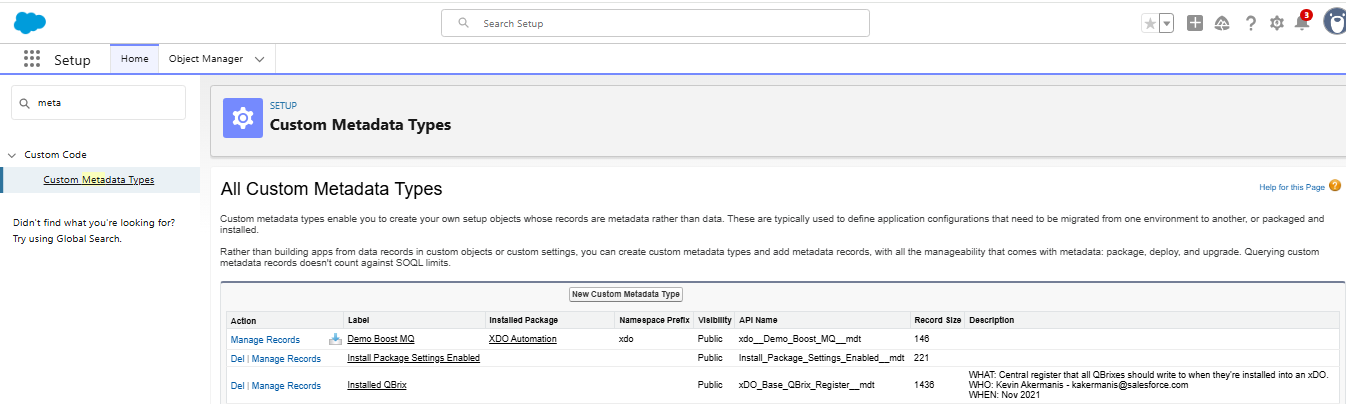 Search Setup
3
Setup
Home
Object Manager
meta
SETUP
Custom Metadata Types
Custom Code
Custom Metadata Types
Didn't find what you're looking for?
Try using Global Search.
All Custom Metadata Types
Help for this Page ?
Custom metadata types enable you to create your own setup objects whose records are metadata rather than data. These are typically used to define application configurations that need to be migrated from one environment to another, or packaged and
installed.
Rather than building apps from data records in custom objects or custom settings, you can create custom metadata types and add metadata records, with all the manageability that comes with metadata: package, deploy, and upgrade. Querying custom
metadata records doesn't count against SOQL limits.
New Custom Metadata Type
Action Label Installed Package Namespace Prefix Visibility API Name Record Size Description
Manage Records Demo Boost MQ XDO Automation xdo Public xdo__Demo_Boost_MQ__mdt 146
Del | Manage Records Install Package Settings Enabled Public Install_Package_Settings_Enabled__mdt 221
Del | Manage Records Installed QBrix Public xDO_Base_QBrix_Register__mdt 1436 WHAT: Central register that all QBrixes should write to when they're installed into an xDO.
WHO: Kevin Akermanis - kakermanis@salesforce.com
WHEN: Nov 2021